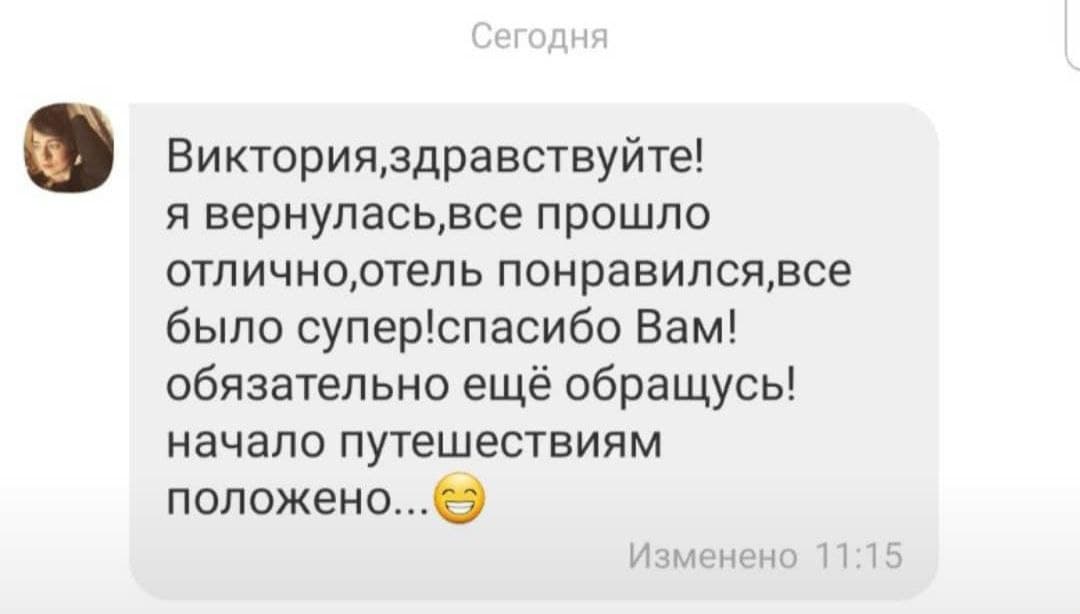 Сегодня
Виктория,здравствуйте!
я вернулась,все прошло
отлично,отель понравился,все
было супер!спасибо Вам!
обязательно ещё обращусь!
начало путешествиям
положено...😁
Изменено 11:15